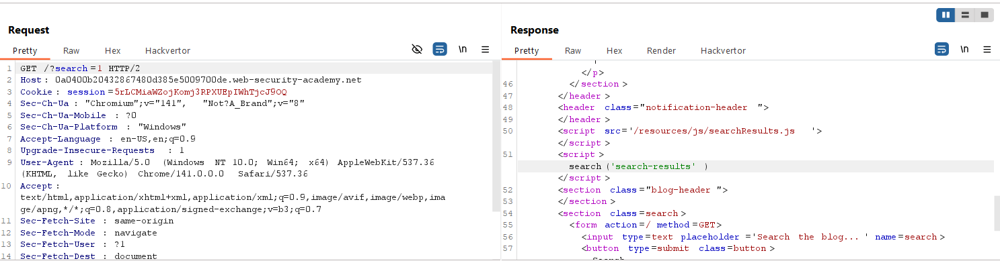 Request
Pretty Raw Hex Hackvertor \n
1 GET /?search=1 HTTP/2
2 Host: 0a0400b20432867480d385e5009700de.web-security-academy.net
3 Cookie: session=5rLCMiaWZojKomj3RPXUEpIWhTjcJ9OQ
4 Sec-Ch-Ua: "Chromium";v="141", "Not?A_Brand";v="8"
5 Sec-Ch-Ua-Mobile: ?0
6 Sec-Ch-Ua-Platform: "Windows"
7 Accept-Language: en-US,en;q=0.9
8 Upgrade-Insecure-Requests: 1
9 User-Agent: Mozilla/5.0 (Windows NT 10.0; Win64; x64) AppleWebKit/537.36
(KHTML, like Gecko) Chrome/141.0.0.0 Safari/537.36
10 Accept:
text/html,application/xhtml+xml,application/xml;q=0.9,image/avif,image/webp,ima
ge/apng,*/*;q=0.8,application/signed-exchange;v=b3;q=0.7
11 Sec-Fetch-Site: same-origin
12 Sec-Fetch-Mode: navigate
13 Sec-Fetch-User: ?1
14 Sec-Fetch-Dest: document
Response
Pretty Raw Hex Render Hackvertor \n
</p>
46 </section>
47 </header>
48 <header class="notification-header ">
49 </header>
50 <script src='/resources/js/searchResults.js '>
</script>
51 <script>
search('search-results' )
</script>
52 <section class="blog-header ">
53 </section>
54 <section class=search>
55 <form action=/ method=GET>
56 <input type=text placeholder='Search the blog... ' name=search>
57 <button type=submit class=button>